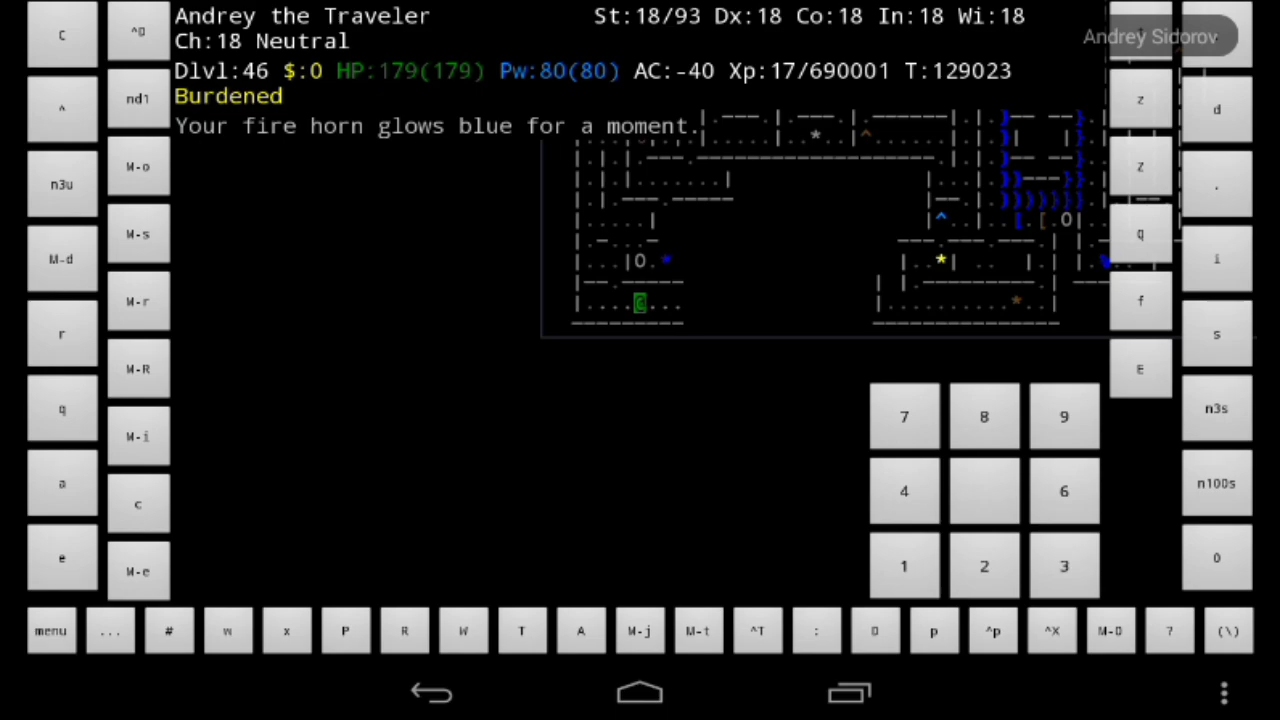 Andrey the Traveler St:18/93 Dx:18 Co:18 In:18 Wi:18
Ch:18 Neutral
Dlvl:46 $:0 HP:179(179) Pw:80(80) AC:-40 Xp:17/690001 T:129023
Burdened
Your fire horn glows blue for a moment.
Andrey Sidorov
C
^
n3u
M-d
r
q
a
e
^D
nd1
M-o
M-s
M-r
M-R
M-i
c
M-e
z
Z
q
f
E
d
.
i
s
n3s
n100s
0
7 8 9
4 6
1 2 3
menu ... # w x P R W T A M-j M-t ^T : D p ^p ^X M-O ? (\)